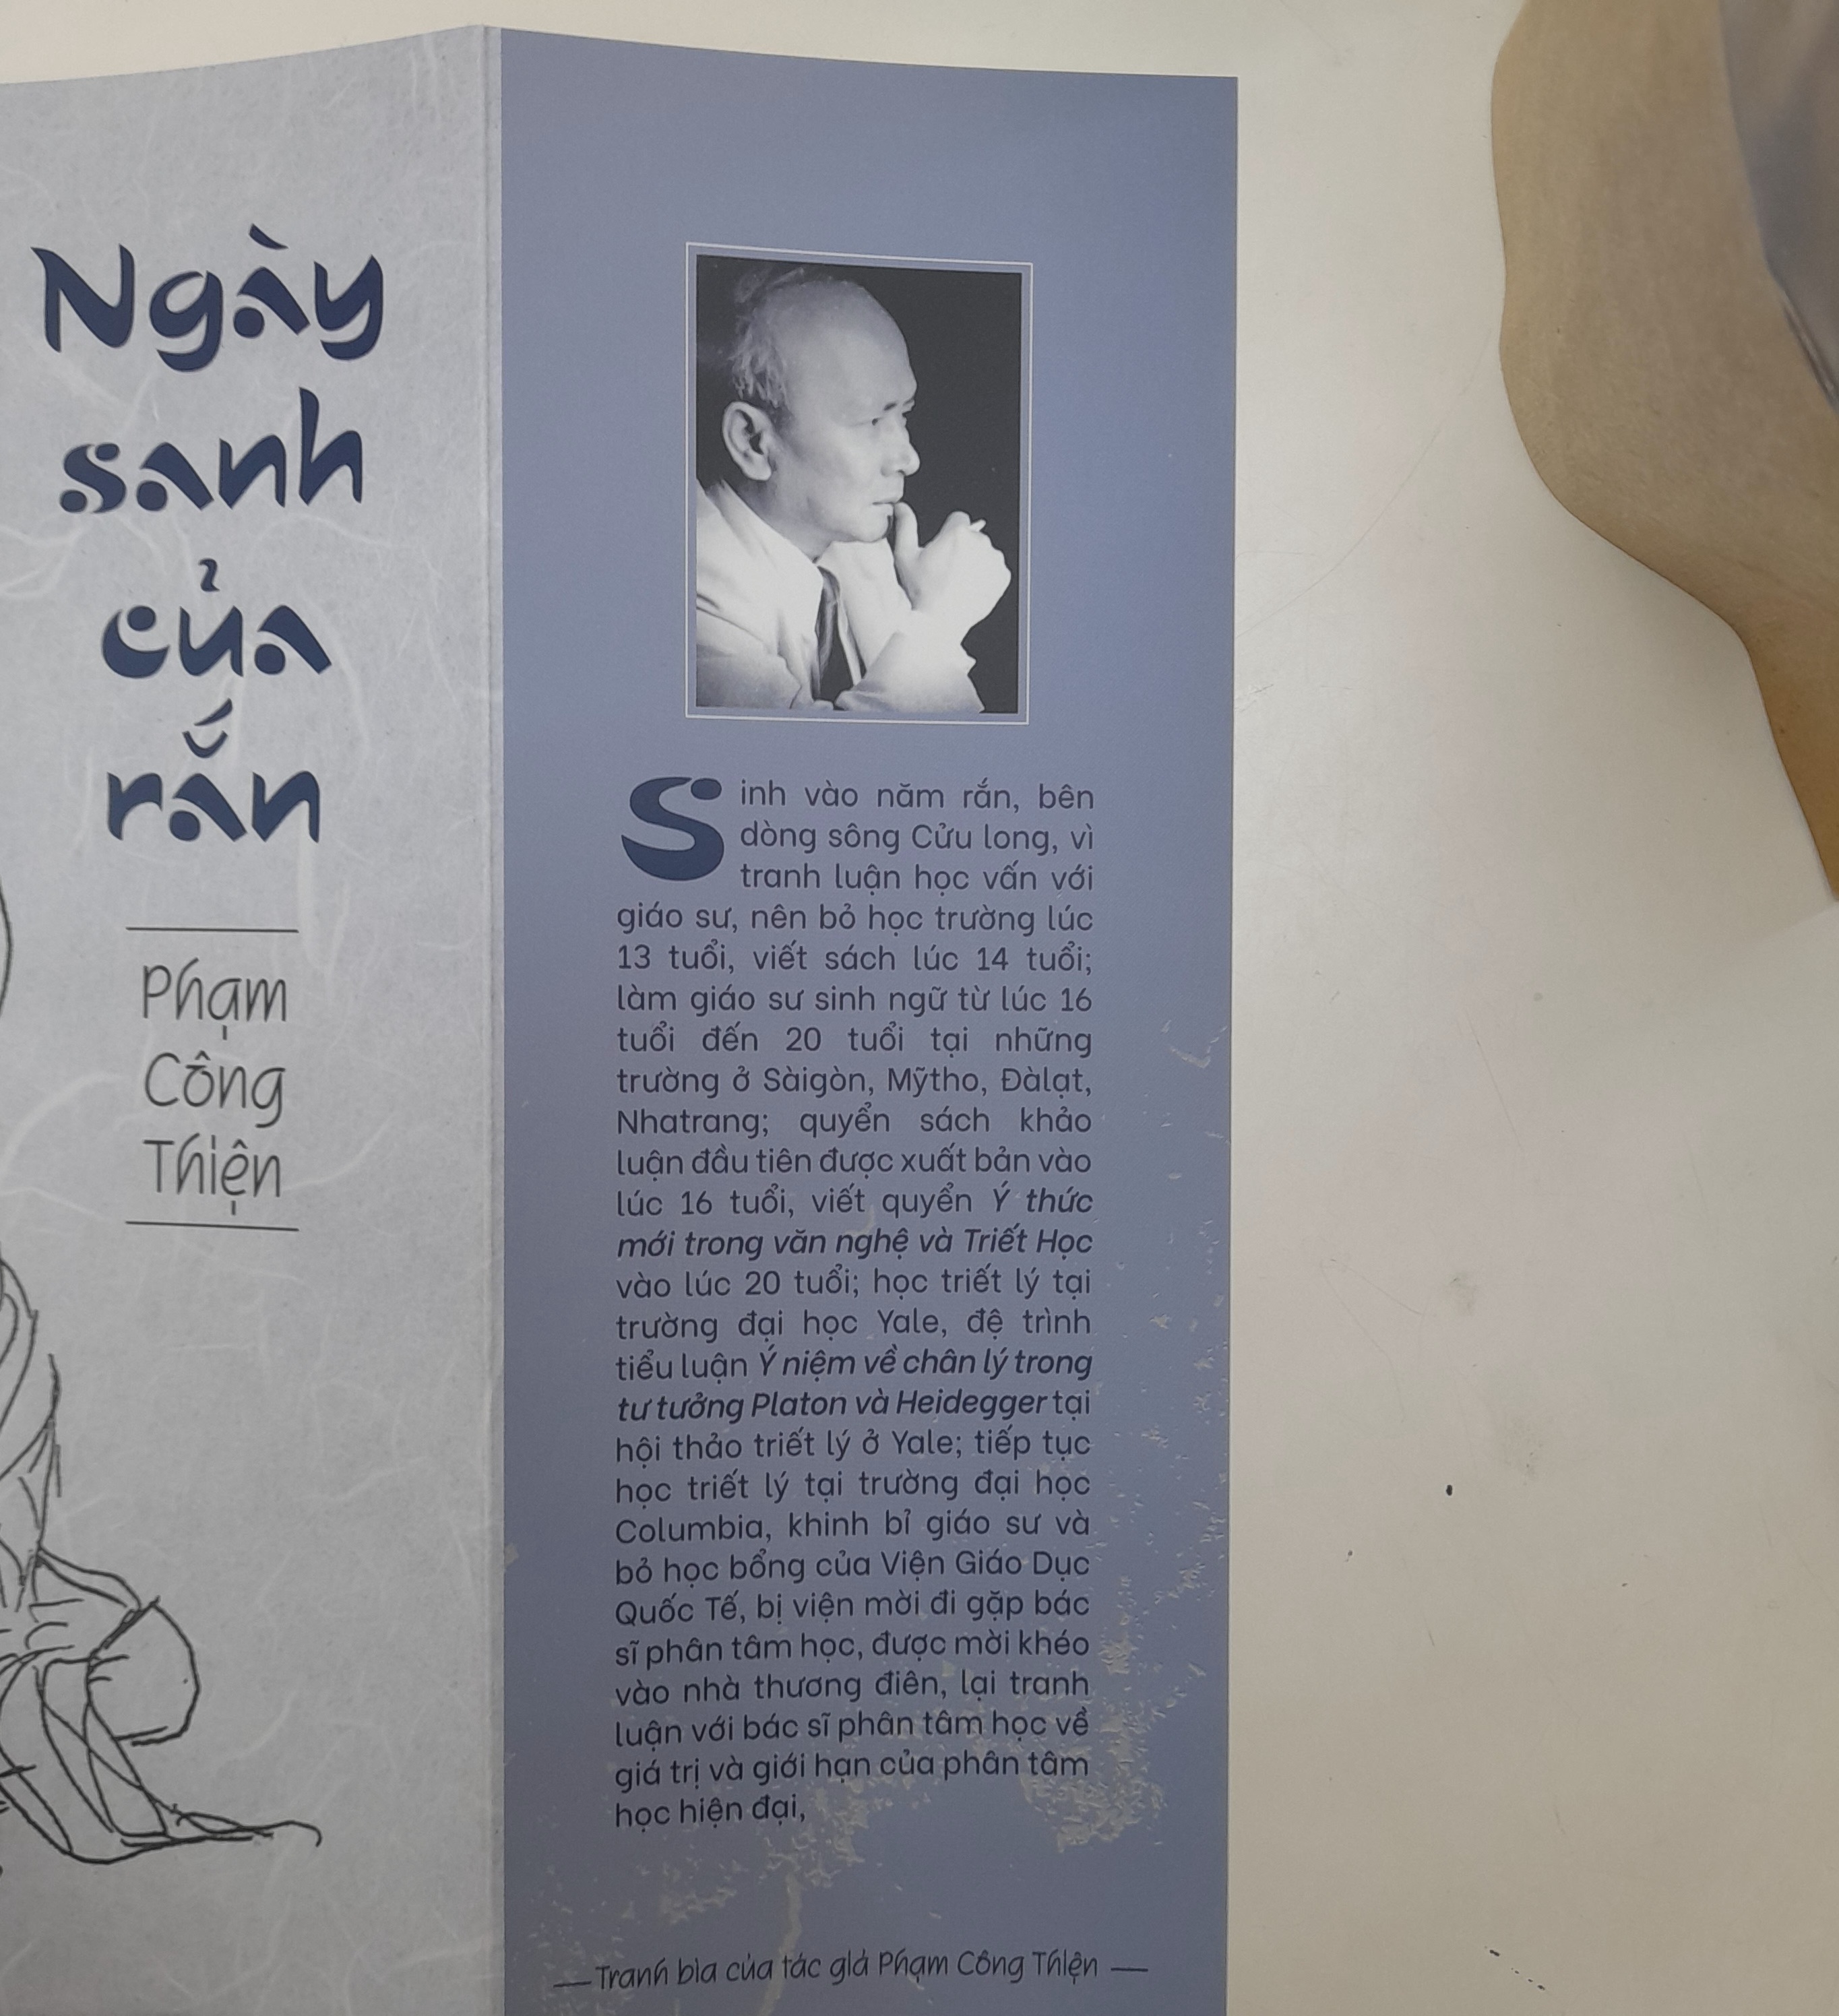 Ngày
sanh
của
rắn
Phạm
Công
Thiện
Sinh vào năm rắn, bên
dòng sông Cửu long, vì
tranh luận học vấn với
giáo sư, nên bỏ học trường lúc
13 tuổi, viết sách lúc 14 tuổi;
làm giáo sư sinh ngữ từ lúc 16
tuổi đến 20 tuổi tại những
trường ở Sàigòn, Mỹtho, Đàlạt,
Nhatrang; quyển sách khảo
luận đầu tiên được xuất bản vào
lúc 16 tuổi, viết quyển Ý thức
mới trong văn nghệ và Triết Học
vào lúc 20 tuổi; học triết lý tại
trường đại học Yale, đệ trình
tiểu luận Ý niệm về chân lý trong
tư tưởng Platon và Heidegger tại
hội thảo triết lý ở Yale; tiếp tục
học triết lý tại trường đại học
Columbia, khinh bỉ giáo sư và
bỏ học bổng của Viện Giáo Dục
Quốc Tế, bị viện mời đi gặp bác
sĩ phân tâm học, được mời khéo
vào nhà thương điên, lại tranh
luận với bác sĩ phân tâm học về
giá trị và giới hạn của phân tâm
học hiện đại,
— Tranh bìa của tác giả Phạm Công Thiện —